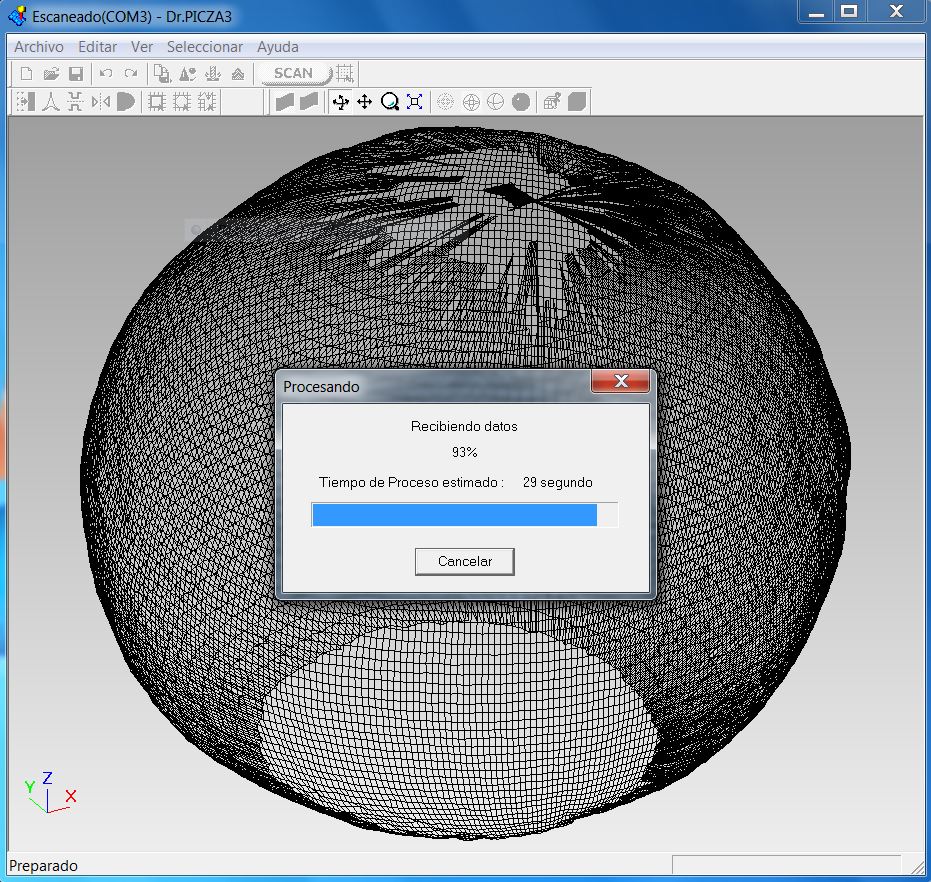 Escaneado(COM3) - Dr.PICZA3
Archivo Editar Ver Seleccionar Ayuda
SCAN
Procesando
Recibiendo datos
93%
Tiempo de Proceso estimado : 29 segundo
Cancelar
Z
Y
X
Preparado